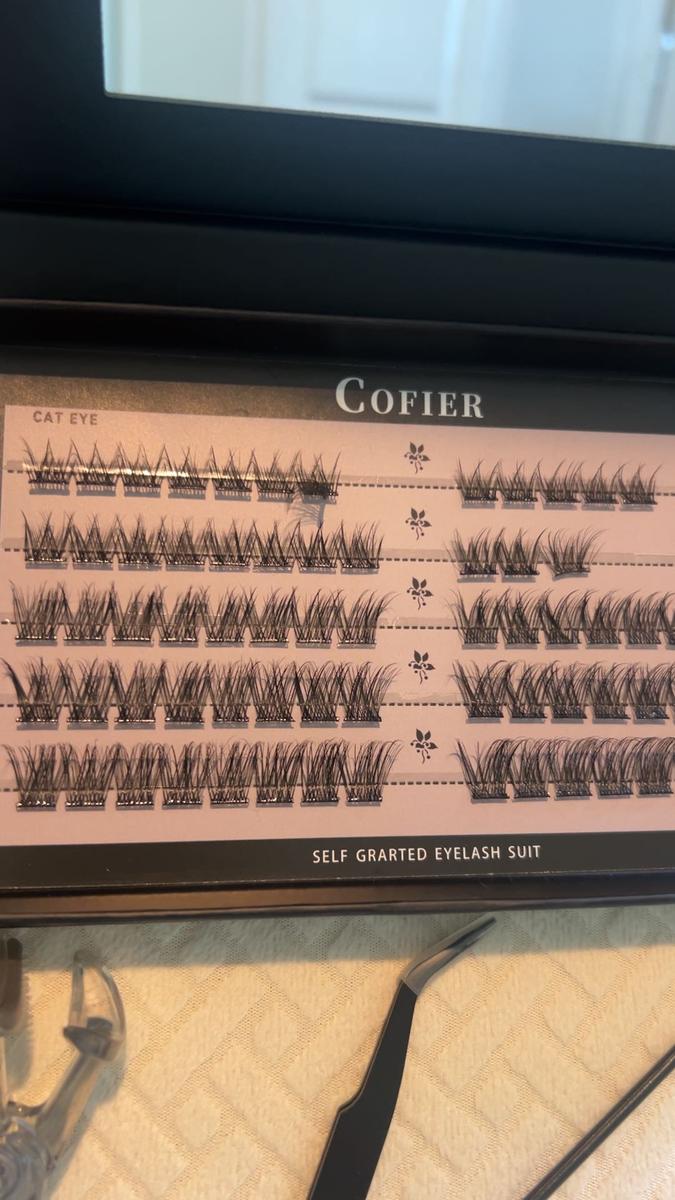 COFIER
CAT EYE
SELF GRARTED EYELASH SUIT